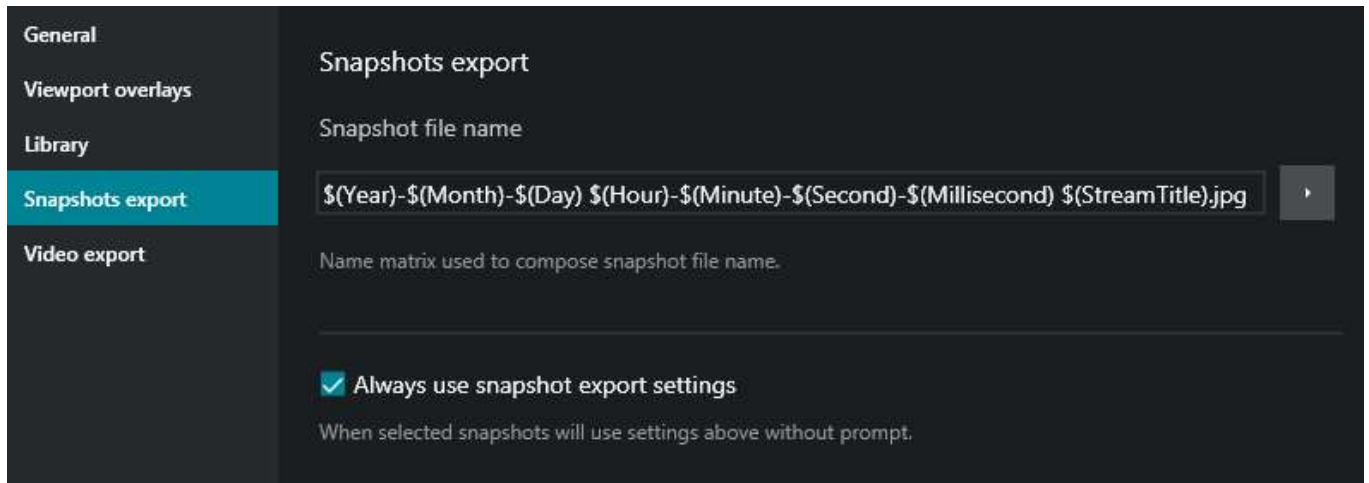 General
Viewport overlays
Library
Snapshots export
Video export
Snapshots export
Snapshot file name
$(Year)-$(Month)-$(Day) $(Hour)-$(Minute)-$(Second)-$(Millisecond) $(StreamTitle).jpg
Name matrix used to compose snapshot file name.
Always use snapshot export settings
When selected snapshots will use settings above without prompt.